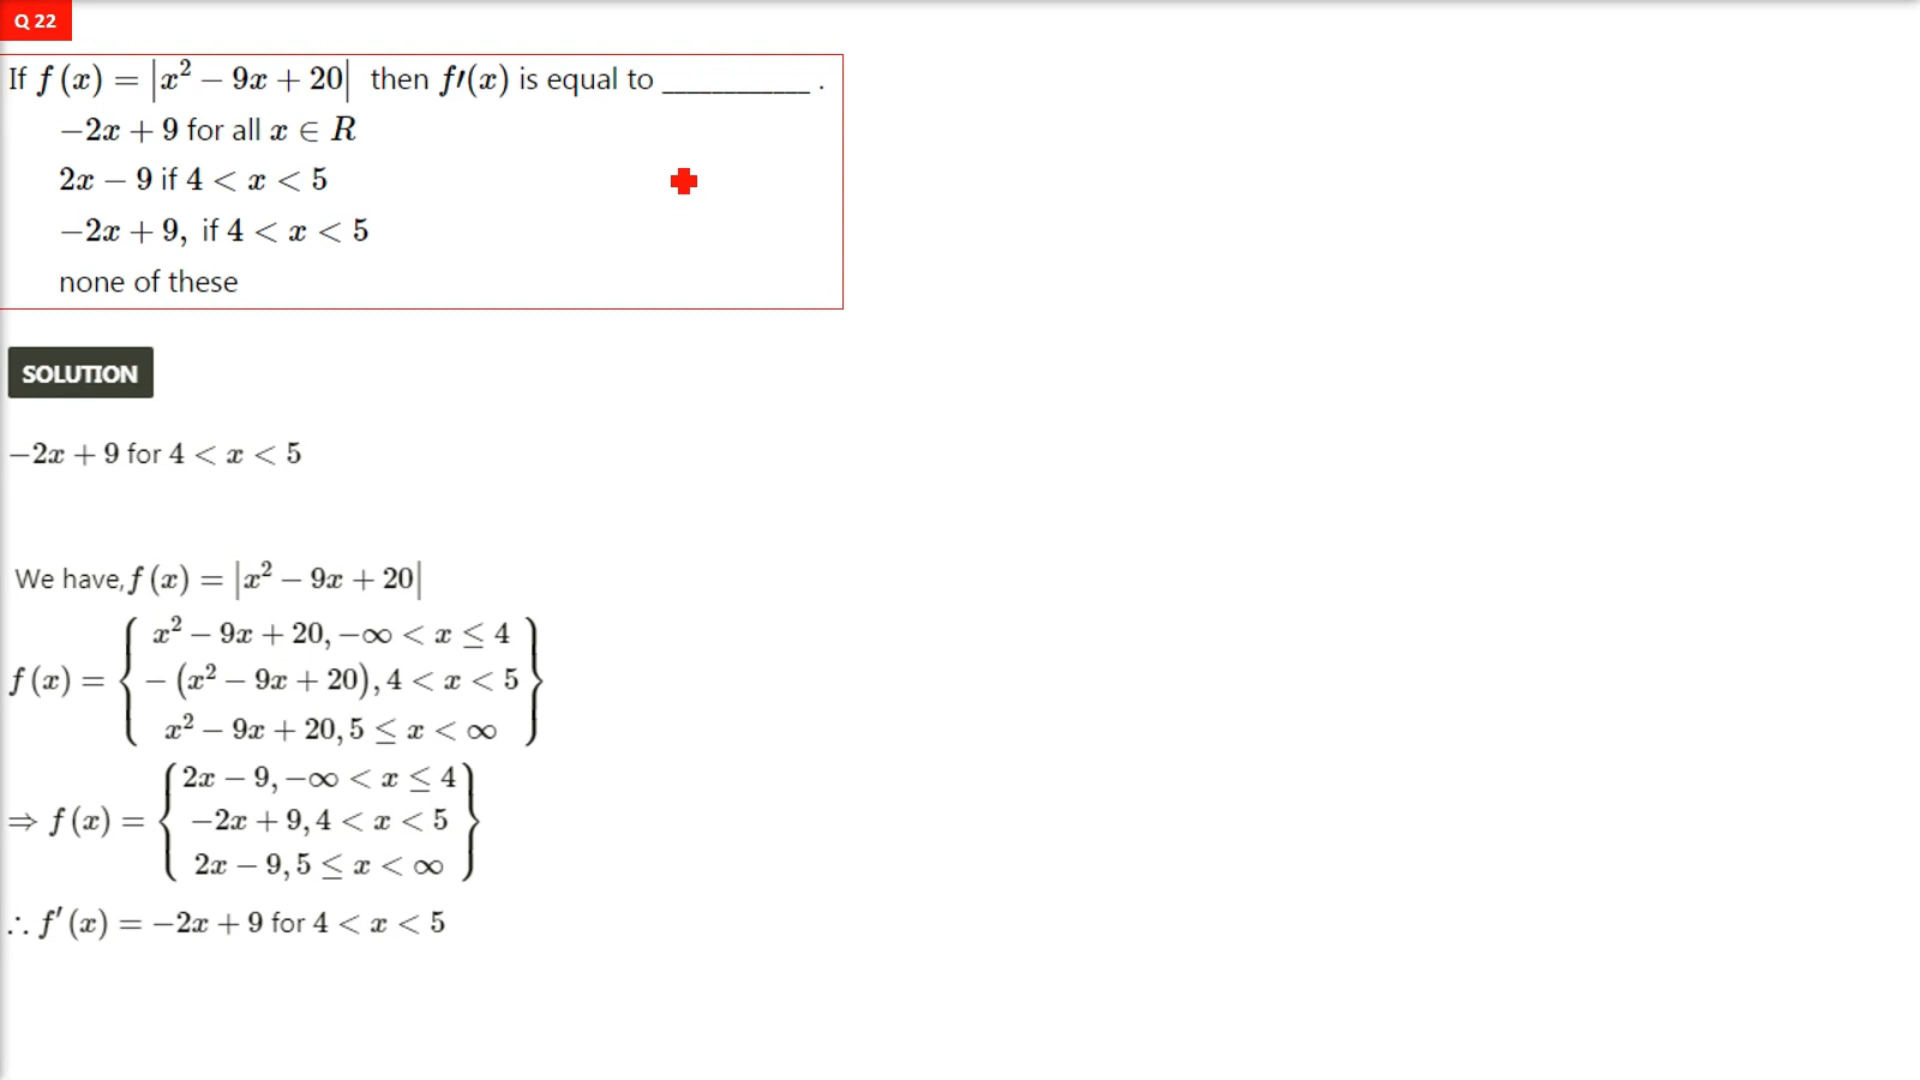 Q 22
If f (x) = |x² − 9x + 20| then f′(x) is equal to ___________ .
−2x + 9 for all x ∈ R
2x − 9 if 4 < x < 5
−2x + 9, if 4 < x < 5
none of these
SOLUTION
−2x + 9 for 4 < x < 5
We have, f (x) = |x² − 9x + 20|
f (x) = { x² − 9x + 20, −∞ < x ≤ 4
− (x² − 9x + 20), 4 < x < 5
x² − 9x + 20, 5 ≤ x < ∞ }
⇒ f (x) = { 2x − 9, −∞ < x ≤ 4
−2x + 9, 4 < x < 5
2x − 9, 5 ≤ x < ∞ }
∴ f′ (x) = −2x + 9 for 4 < x < 5